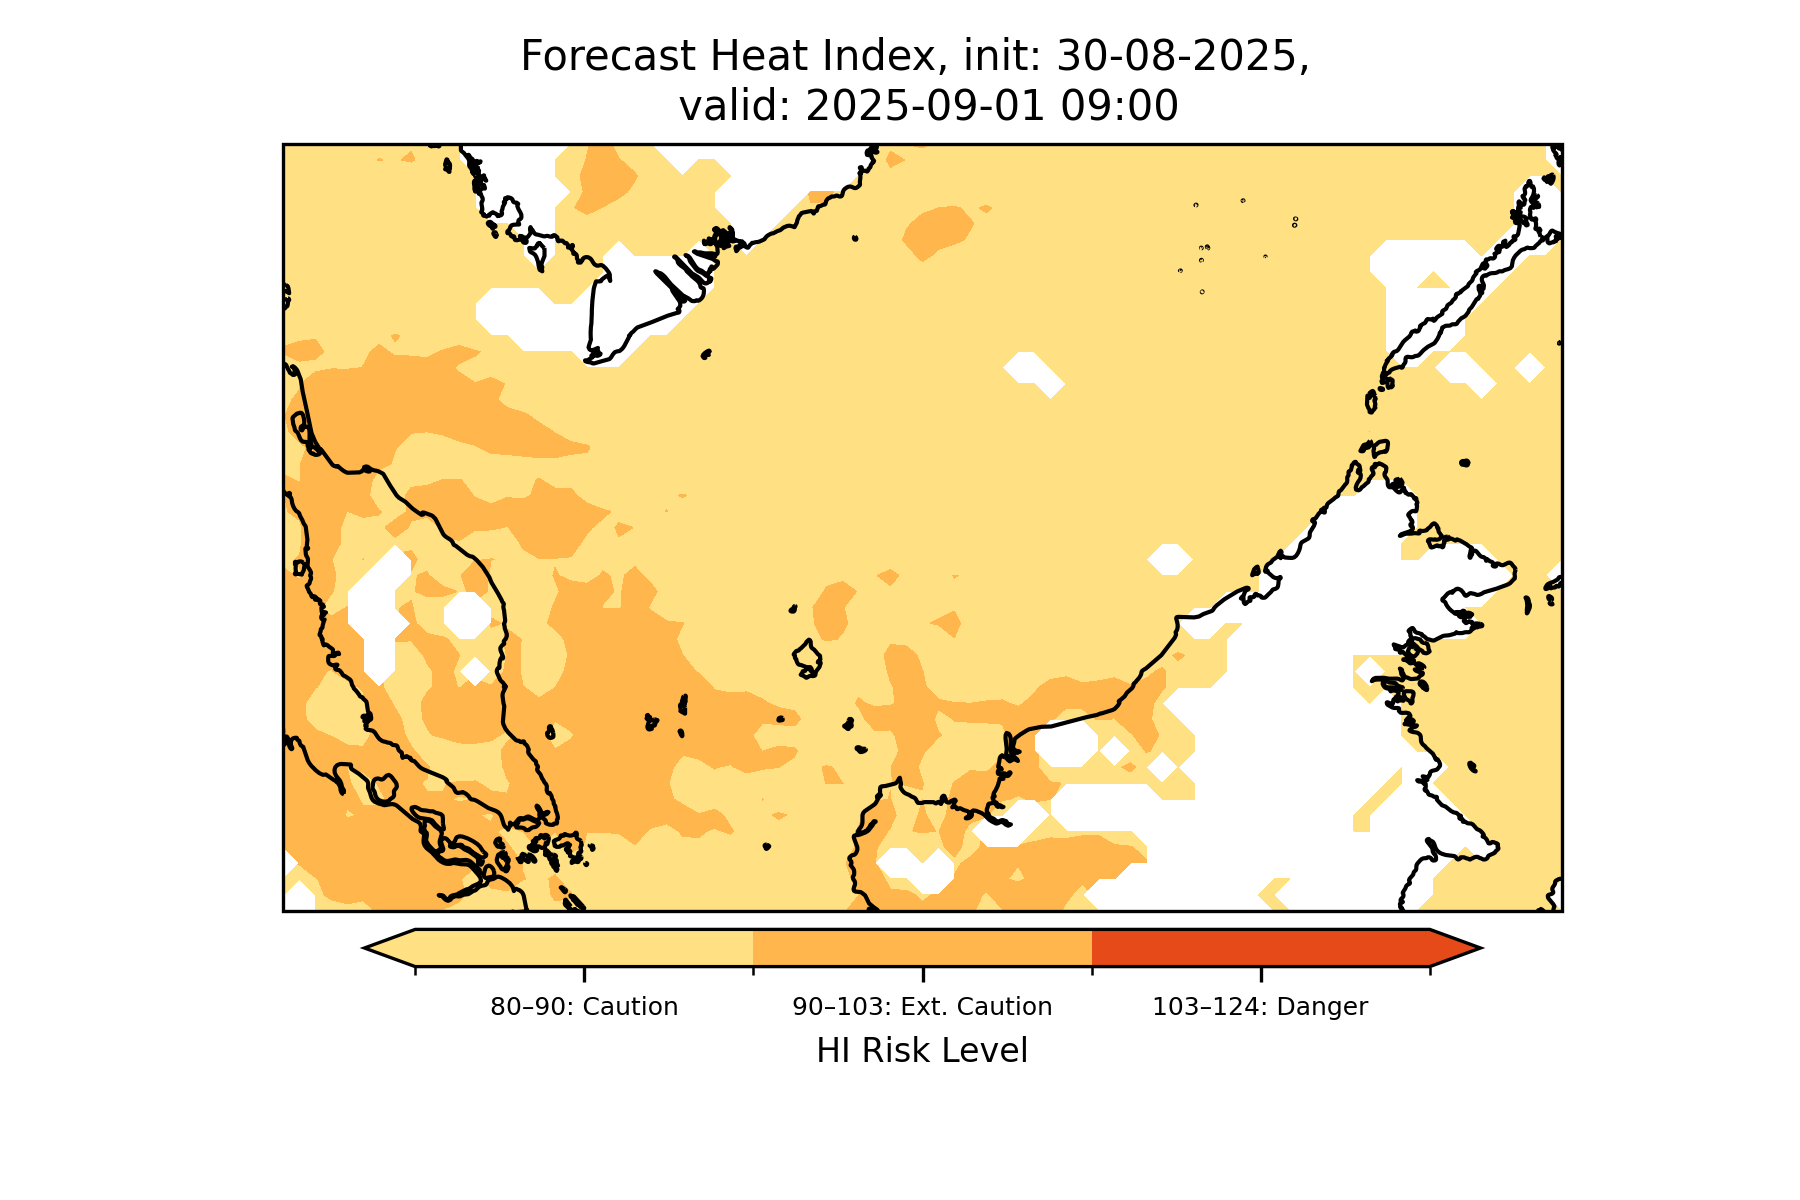 Forecast Heat Index, init: 30-08-2025,
valid: 2025-09-01 09:00
80–90: Caution
90–103: Ext. Caution
103–124: Danger
HI Risk Level